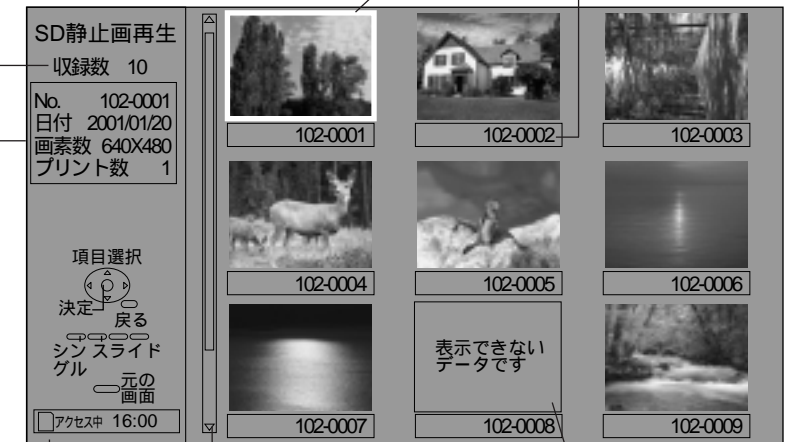 SD静止画再生
収録数 10
No. 102-0001
日付 2001/01/20
画素数 640X480
プリント数 1
項目選択
決定
戻る
シン スライド
グル
元の
画面
アクセス中 16:00
102-0001
102-0002
102-0003
102-0004
102-0005
102-0006
表示できない
データです
102-0007
102-0008
102-0009